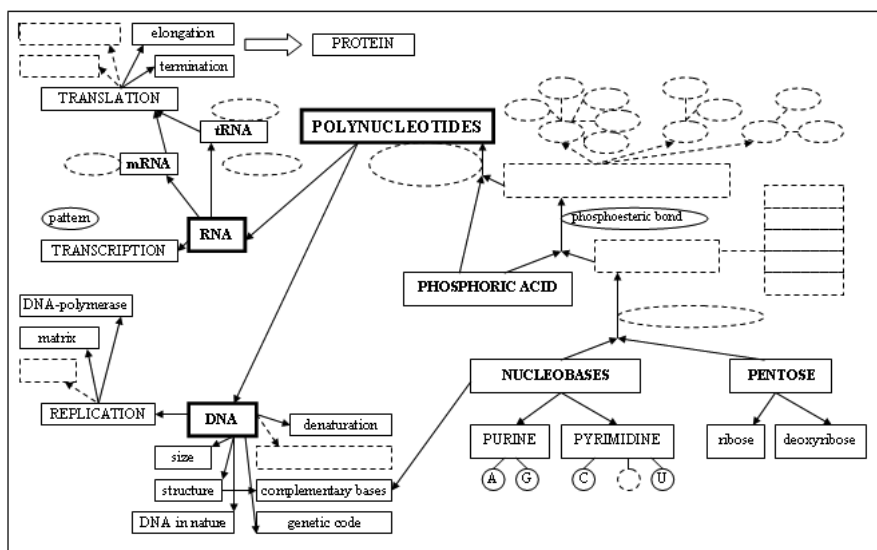 elongation
PROTEIN
termination
TRANSLATION
tRNA
POLYNUCLEOTIDES
mRNA
pattern
RNA
phosphoesteric bond
TRANSCRIPTION
PHOSPHORIC ACID
DNA-polymerase
matrix
NUCLEOBASES
PENTOSE
REPLICATION
DNA
denaturation
PURINE
PYRIMIDINE
ribose
deoxyribose
size
A
G
C
U
structure
complementary bases
DNA in nature
genetic code